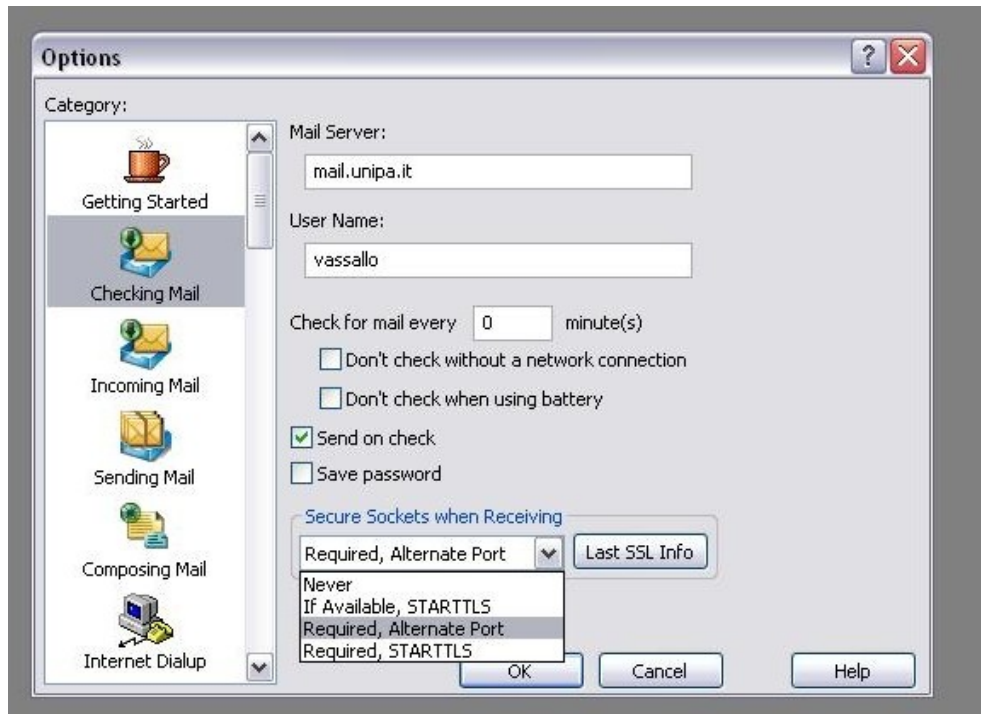 Options
?
Category:
Getting Started
Checking Mail
Incoming Mail
Sending Mail
Composing Mail
Internet Dialup
Mail Server:
mail.unipa.it
User Name:
vassallo
Check for mail every 0 minute(s)
Don't check without a network connection
Don't check when using battery
Send on check
Save password
Secure Sockets when Receiving
Required, Alternate Port
Last SSL Info
Never
If Available, STARTTLS
Required, Alternate Port
Required, STARTTLS
OK
Cancel
Help